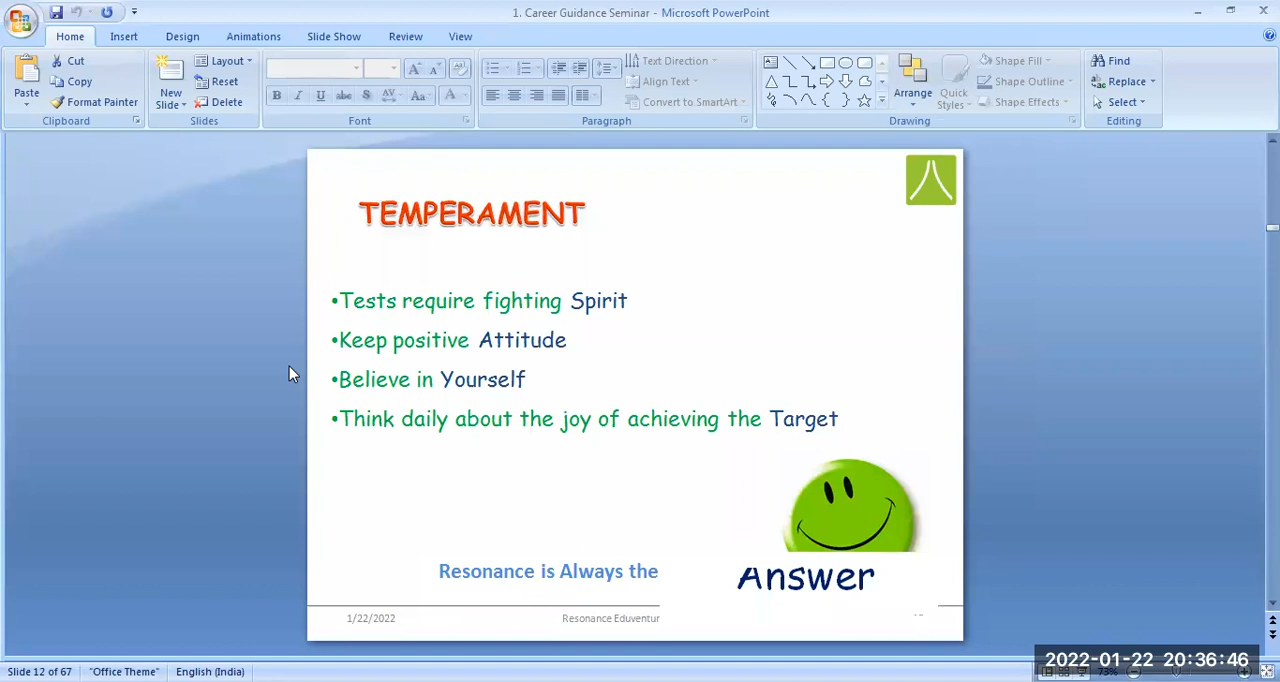 1. Career Guidance Seminar - Microsoft PowerPoint
Home Insert Design Animations Slide Show Review View
Paste Cut Copy Format Painter
Clipboard
New Slide Layout Reset Delete
Slides
B I U abc S AV Aa A
Font
Text Direction Align Text Convert to SmartArt
Paragraph
Arrange Quick Styles Shape Fill Shape Outline Shape Effects
Drawing
Find Replace Select
Editing
TEMPERAMENT
•Tests require fighting Spirit
•Keep positive Attitude
•Believe in Yourself
•Think daily about the joy of achieving the Target
Resonance is Always the Answer
1/22/2022 Resonance Eduventur
2022-01-22 20:36:46
Slide 12 of 67 "Office Theme" English (India) 73%